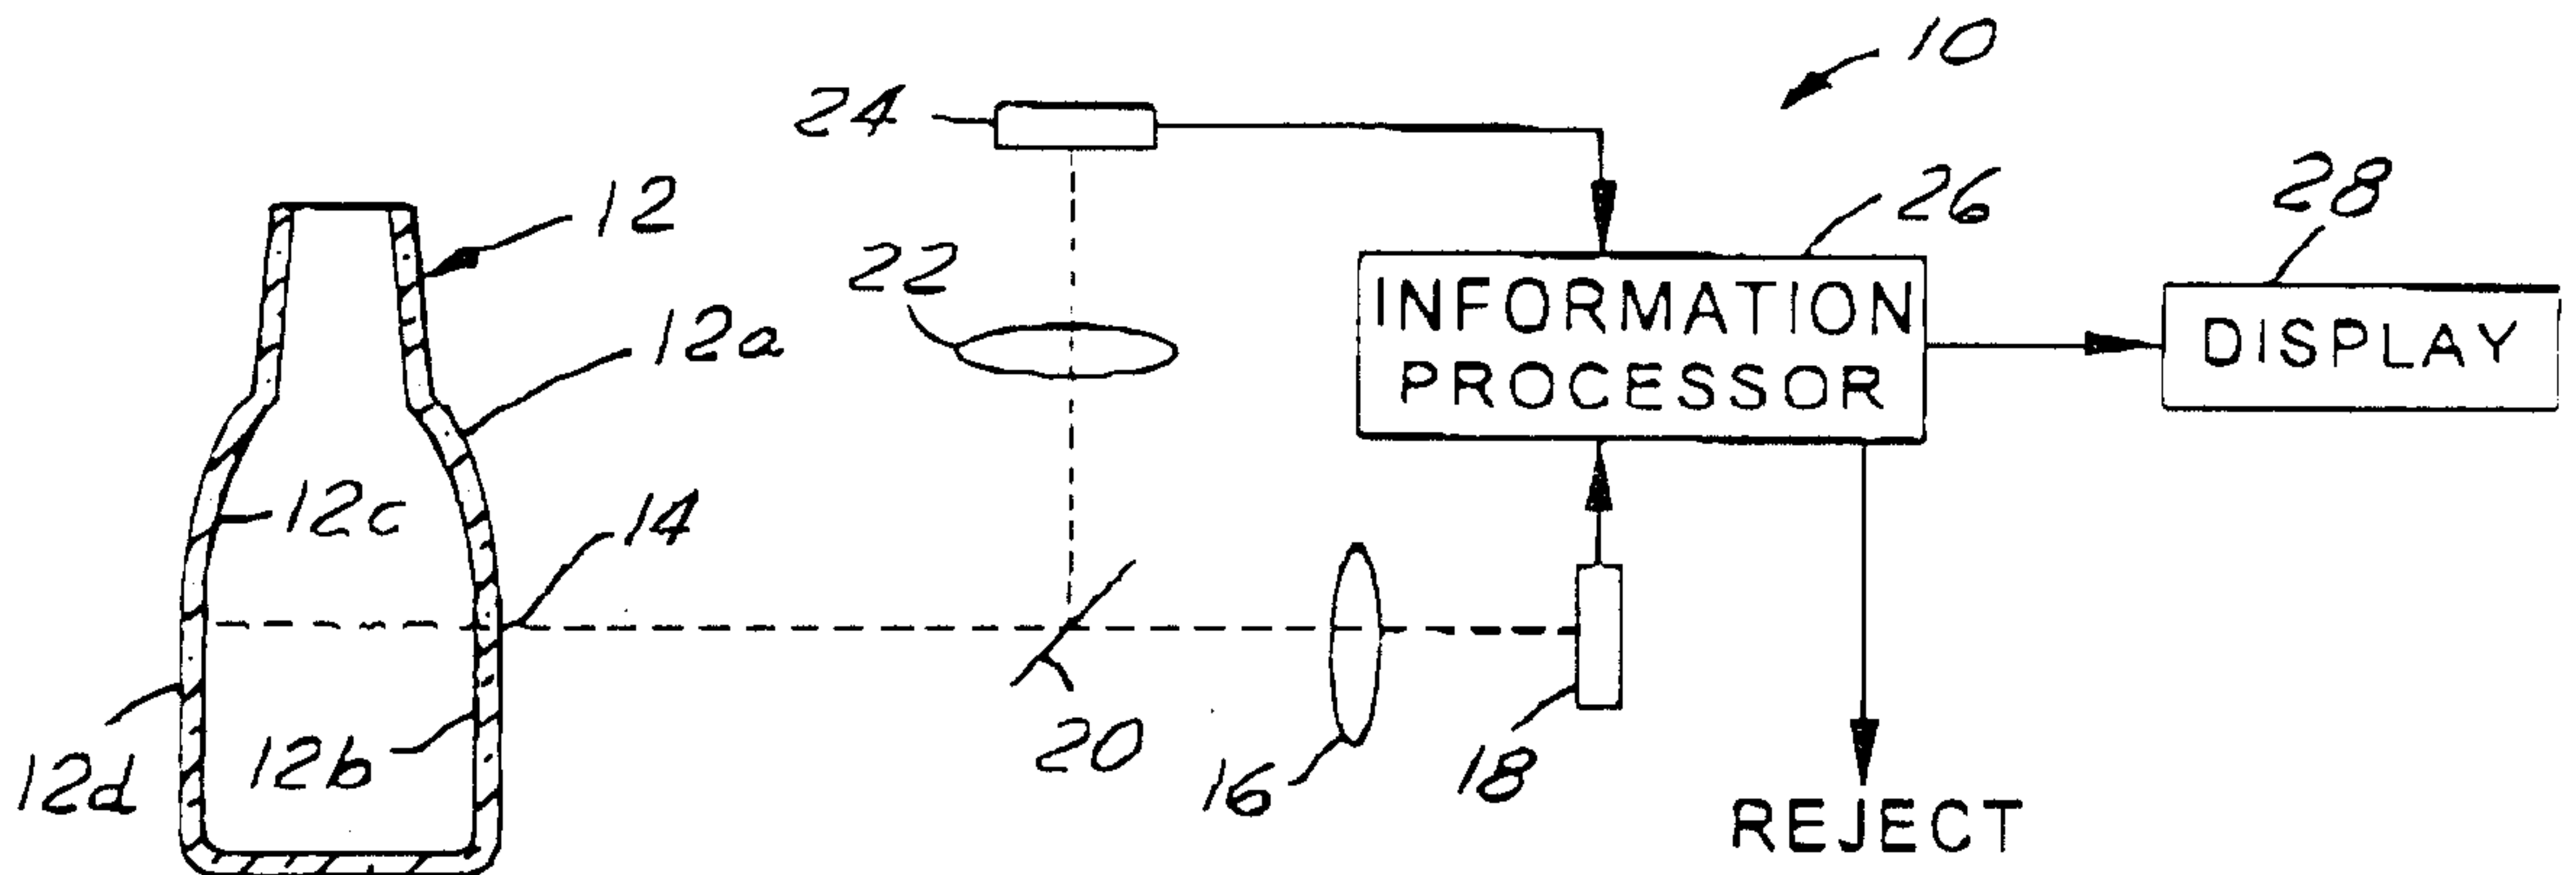 10
24
12
26
28
22
INFORMATION
PROCESSOR
DISPLAY
12a
12c
14
20
12b
12d
16
18
REJECT